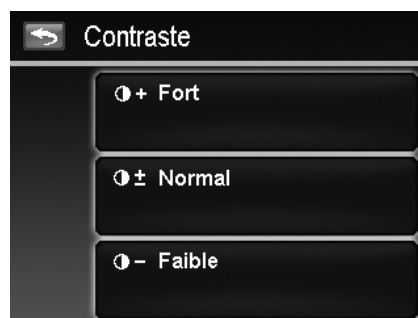 Contraste
+ Fort
± Normal
– Faible